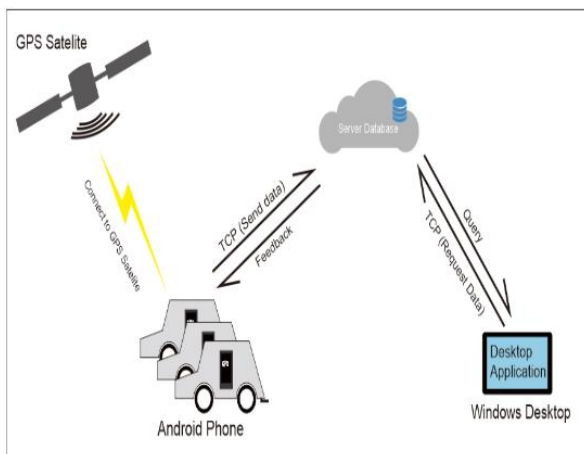 GPS Satelite
Server Database
Connect to GPS Satelite
TCP (Send data)
Feedback
Query
TCP (Request Data)
Desktop
Application
Android Phone
Windows Desktop